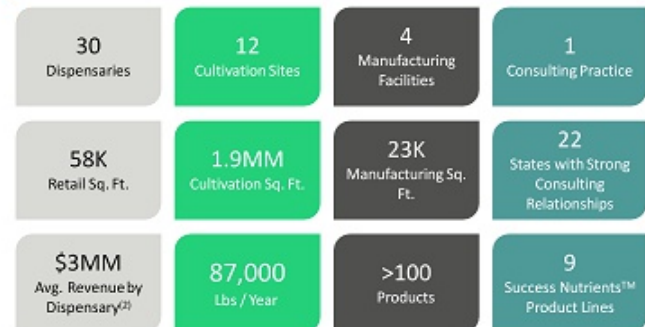 30
Dispensaries
12
Cultivation Sites
4
Manufacturing
Facilities
1
Consulting Practice
58K
Retail Sq. Ft.
1.9MM
Cultivation Sq. Ft.
23K
Manufacturing Sq.
Ft.
22
States with Strong
Consulting
Relationships
$3MM
Avg. Revenue by
Dispensary(2)
87,000
Lbs / Year
>100
Products
9
Success Nutrients™
Product Lines